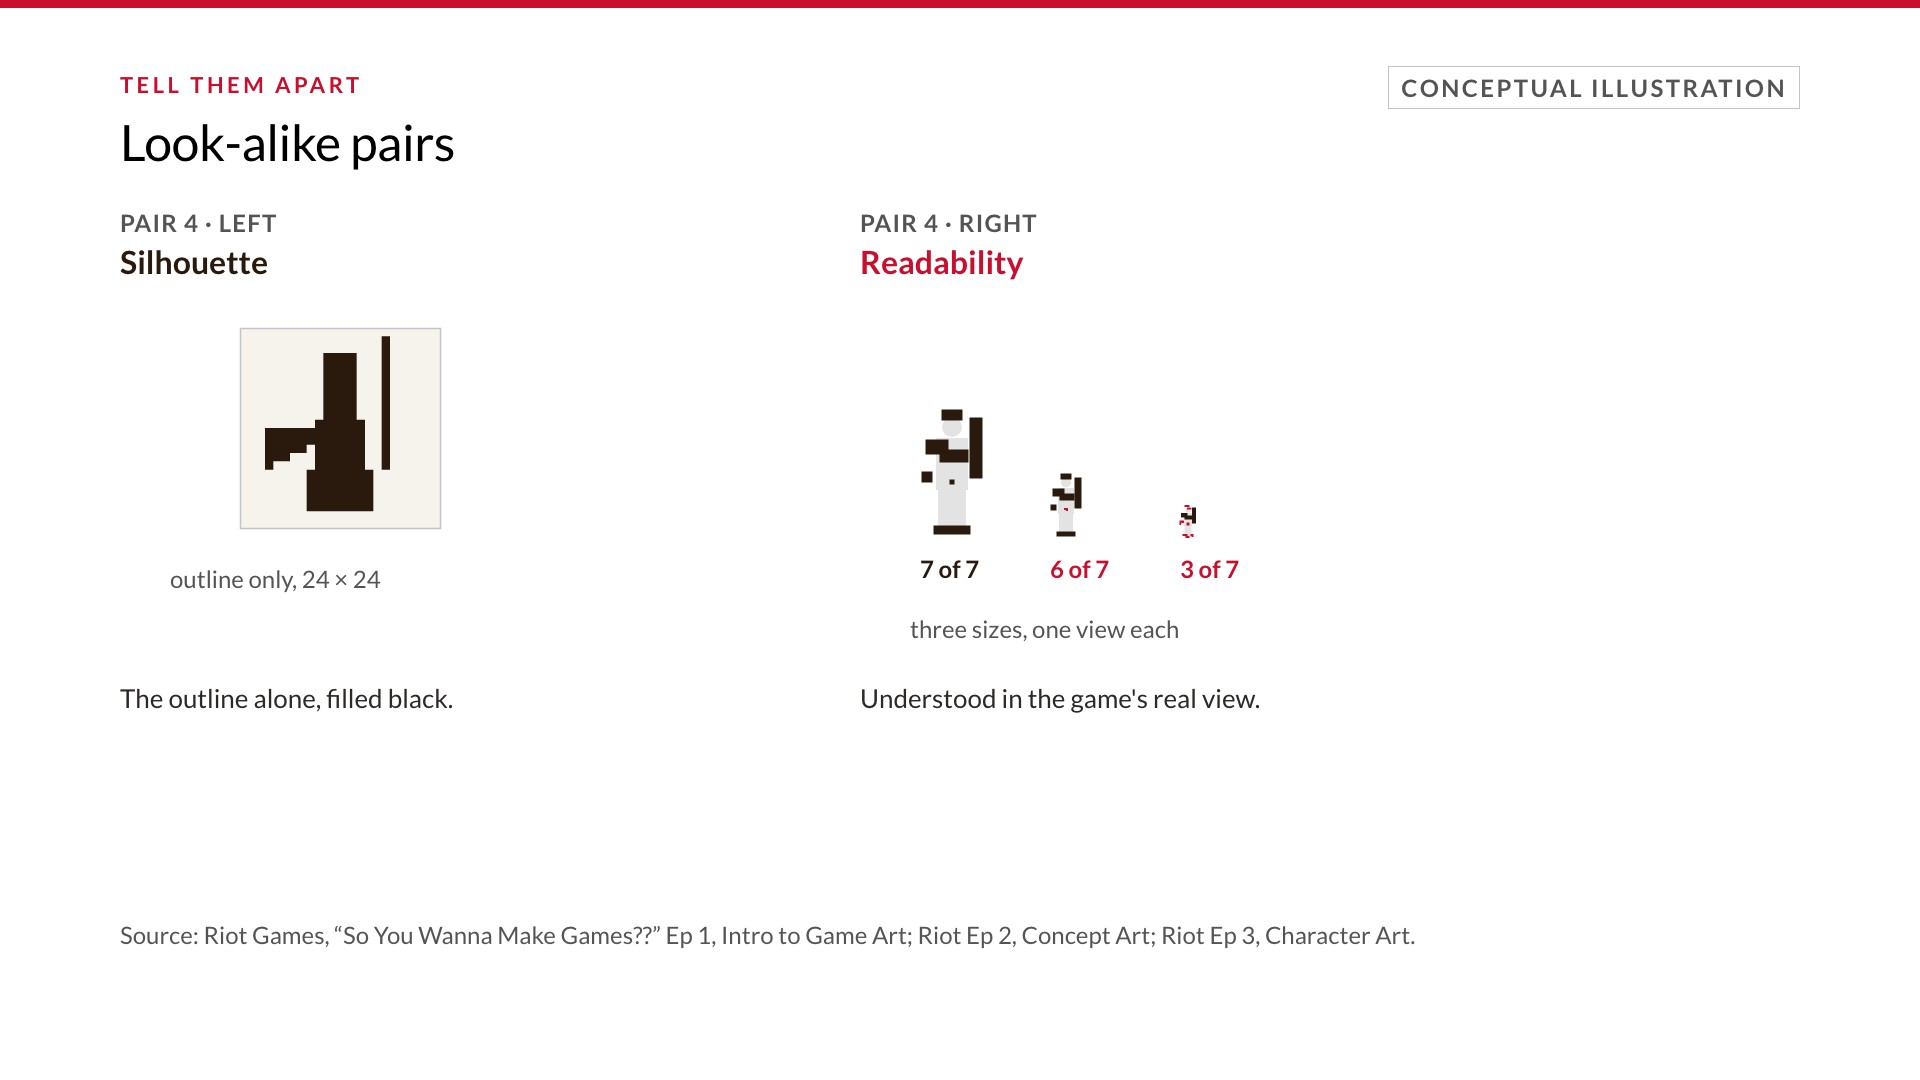 TELL THEM APART
CONCEPTUAL ILLUSTRATION
Look-alike pairs
PAIR 4 · LEFT
Silhouette
outline only, 24 × 24
The outline alone, filled black.
PAIR 4 · RIGHT
Readability
7 of 7
6 of 7
3 of 7
three sizes, one view each
Understood in the game's real view.
Source: Riot Games, “So You Wanna Make Games??” Ep 1, Intro to Game Art; Riot Ep 2, Concept Art; Riot Ep 3, Character Art.